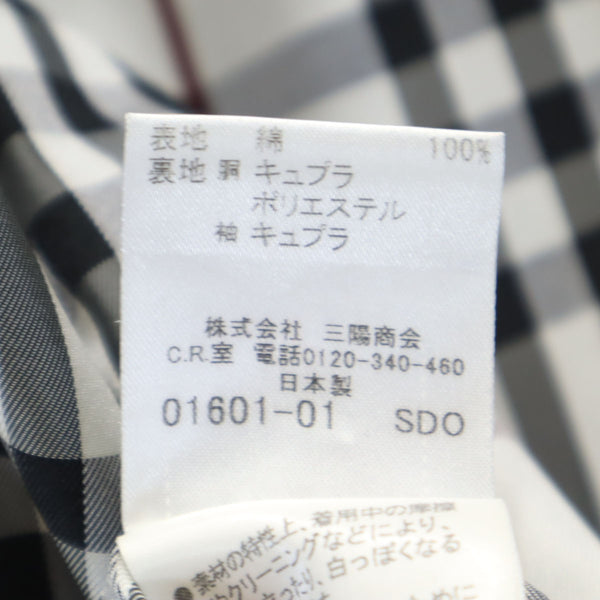 表地 綿 100%
裏地 胴 キュプラ
ポリエステル
袖 キュプラ
株式会社 三陽商会
C.R.室 電話0120-340-460
日本製
01601-01 SDO
●素材の特性上、着用中の摩擦
クリーニングなどにより、
白っぽくなる